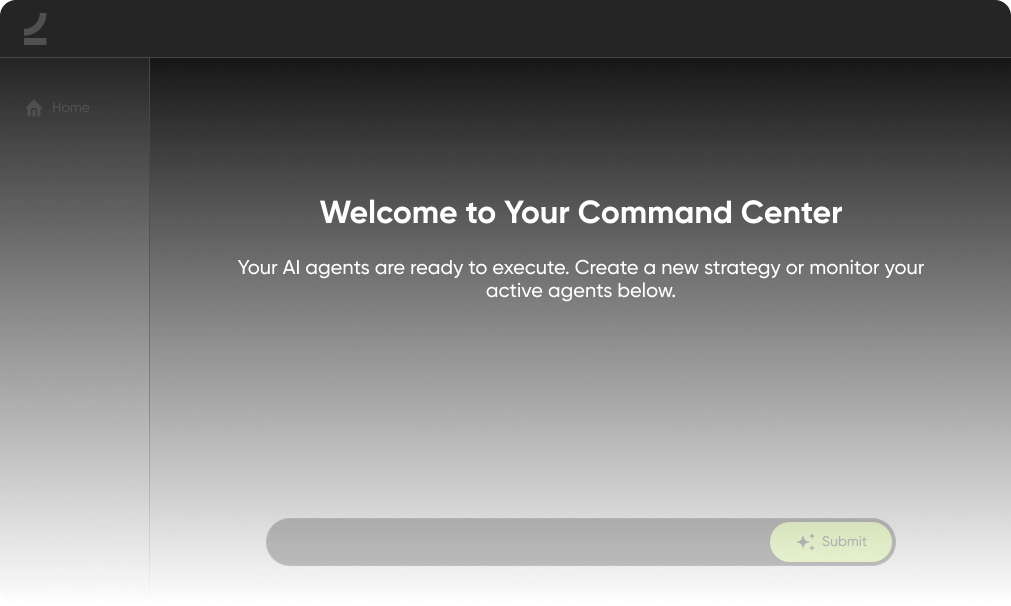 Home
Welcome to Your Command Center
Your AI agents are ready to execute. Create a new strategy or monitor your
active agents below.
Submit